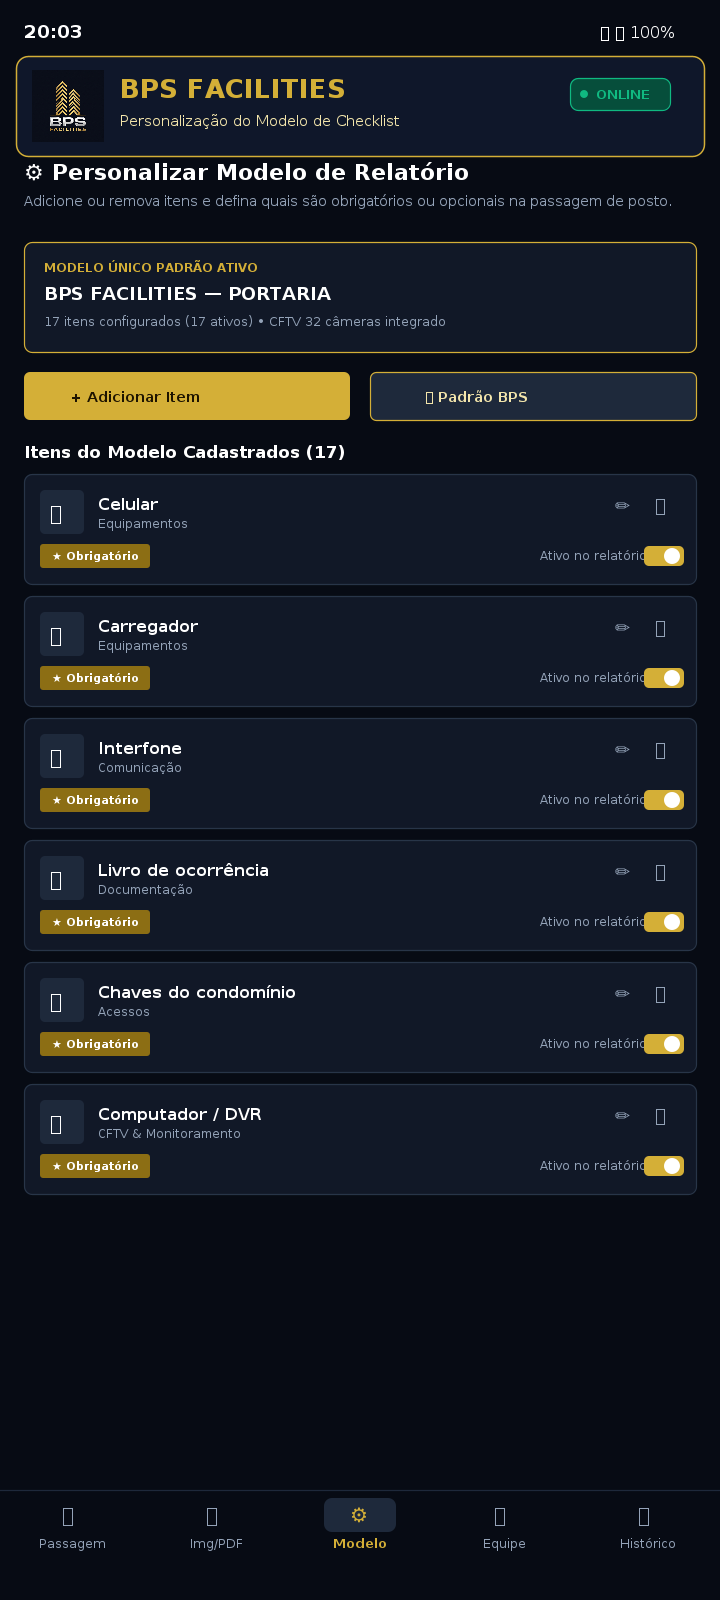 20:03
100%
BPS FACILITIES
ONLINE
BPS
FACILITIES
Personalização do Modelo de Checklist
⚙ Personalizar Modelo de Relatório
Adicione ou remova itens e defina quais são obrigatórios ou opcionais na passagem de posto.
MODELO ÚNICO PADRÃO ATIVO
BPS FACILITIES — PORTARIA
17 itens configurados (17 ativos) • CFTV 32 câmeras integrado
+ Adicionar Item
Padrão BPS
Itens do Modelo Cadastrados (17)
Celular
Equipamentos
★ Obrigatório
Ativo no relatório
Carregador
Equipamentos
★ Obrigatório
Ativo no relatório
Interfone
Comunicação
★ Obrigatório
Ativo no relatório
Livro de ocorrência
Documentação
★ Obrigatório
Ativo no relatório
Chaves do condomínio
Acessos
★ Obrigatório
Ativo no relatório
Computador / DVR
CFTV & Monitoramento
★ Obrigatório
Ativo no relatório
Passagem
Img/PDF
Modelo
Equipe
Histórico